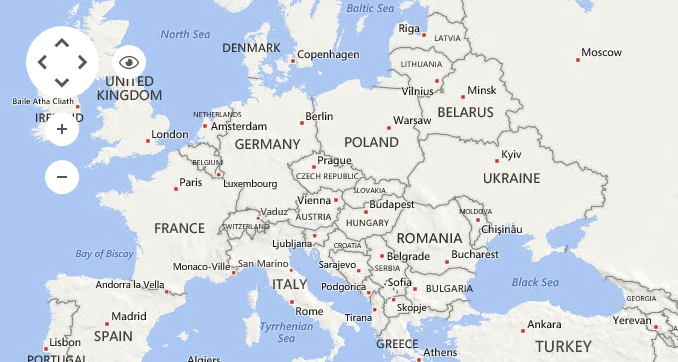 Baltic Sea
Riga
North Sea
LATVIA
DENMARK
Copenhagen
Moscow
LITHUANIA
UNITED
KINGDOM
Vilnius
Minsk
Baile Atha Cliath
IRELAND
NETHERLANDS
Amsterdam
Berlin
BELARUS
Warsaw
London
GERMANY
POLAND
Kyiv
BELGIUM
Prague
CZECH REPUBLIC
UKRAINE
Paris
Luxembourg
SLOVAKIA
Vienna
Budapest
Vaduz
AUSTRIA
MOLDOVA
SWITZERLAND
FRANCE
HUNGARY
Chișinău
Ljubljana
CROATIA
ROMANIA
Bay of Biscay
Belgrade
Bucharest
Monaco-Ville
San Marino
Sarajevo
SERBIA
Andorra la Vella
ITALY
Podgorica
Sofia
BULGARIA
Black Sea
GEORGIA
Rome
Skopje
Madrid
Tirana
Tyrrhenian
Sea
Ankara
Yerevan
SPAIN
Lisbon
GREECE
TURKEY
PORTUGAL
Algiers
Athens